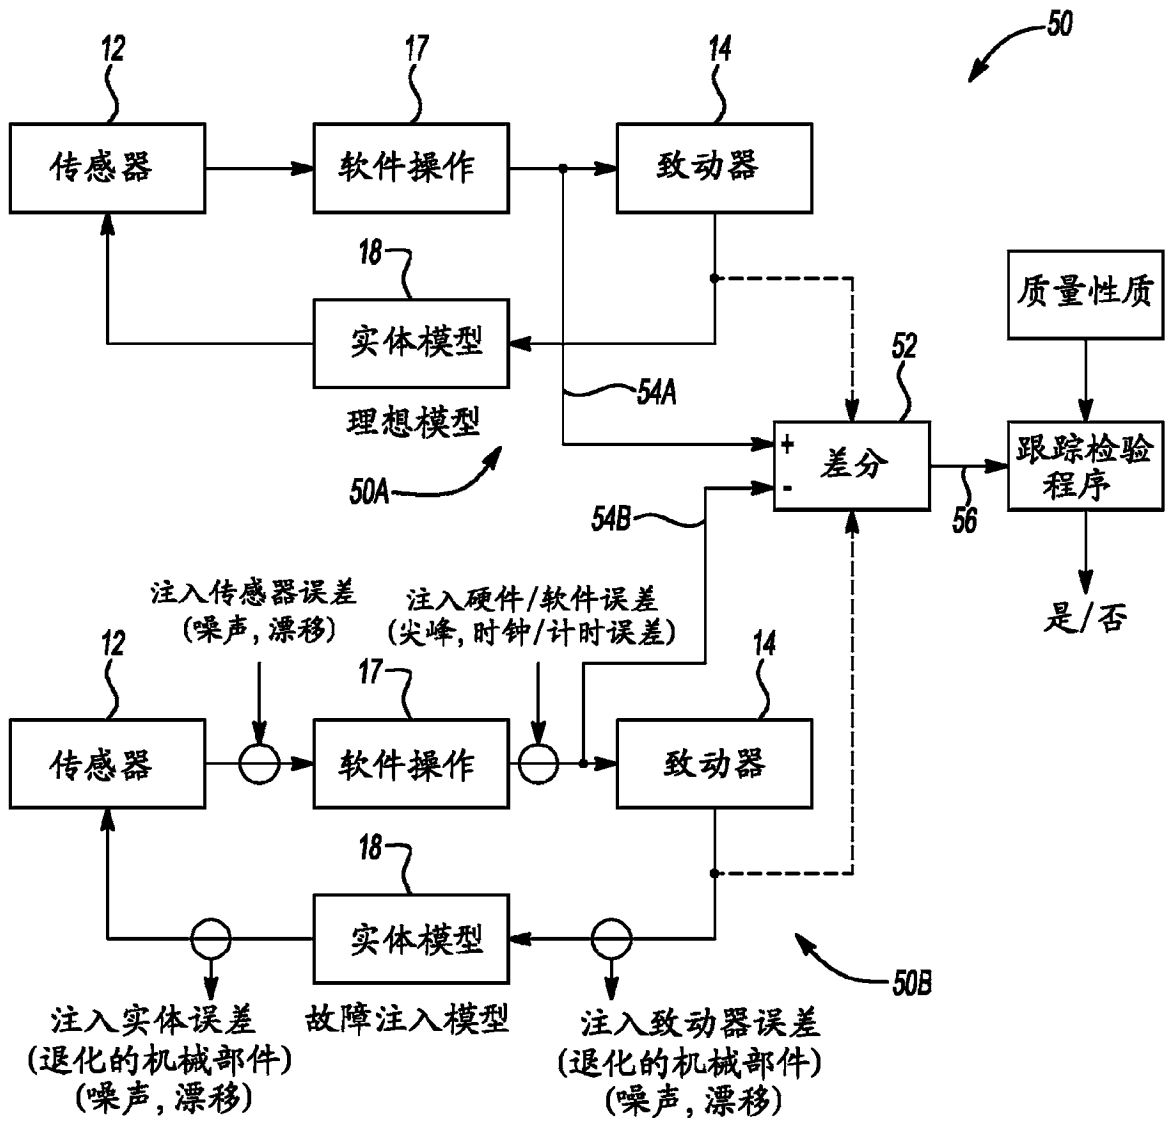 50
12
17
14
传感器
软件操作
致动器
18
实体模型
理想模型
50A
54A
质量性质
52
+
-
差分
56
跟踪检验
程序
是/否
54B
注入传感器误差
(噪声,漂移)
注入硬件/软件误差
(尖峰,时钟/计时误差)
12
17
14
传感器
软件操作
致动器
18
实体模型
50B
注入实体误差
(退化的机械部件)
(噪声,漂移)
故障注入模型
注入致动器误差
(退化的机械部件)
(噪声,漂移)